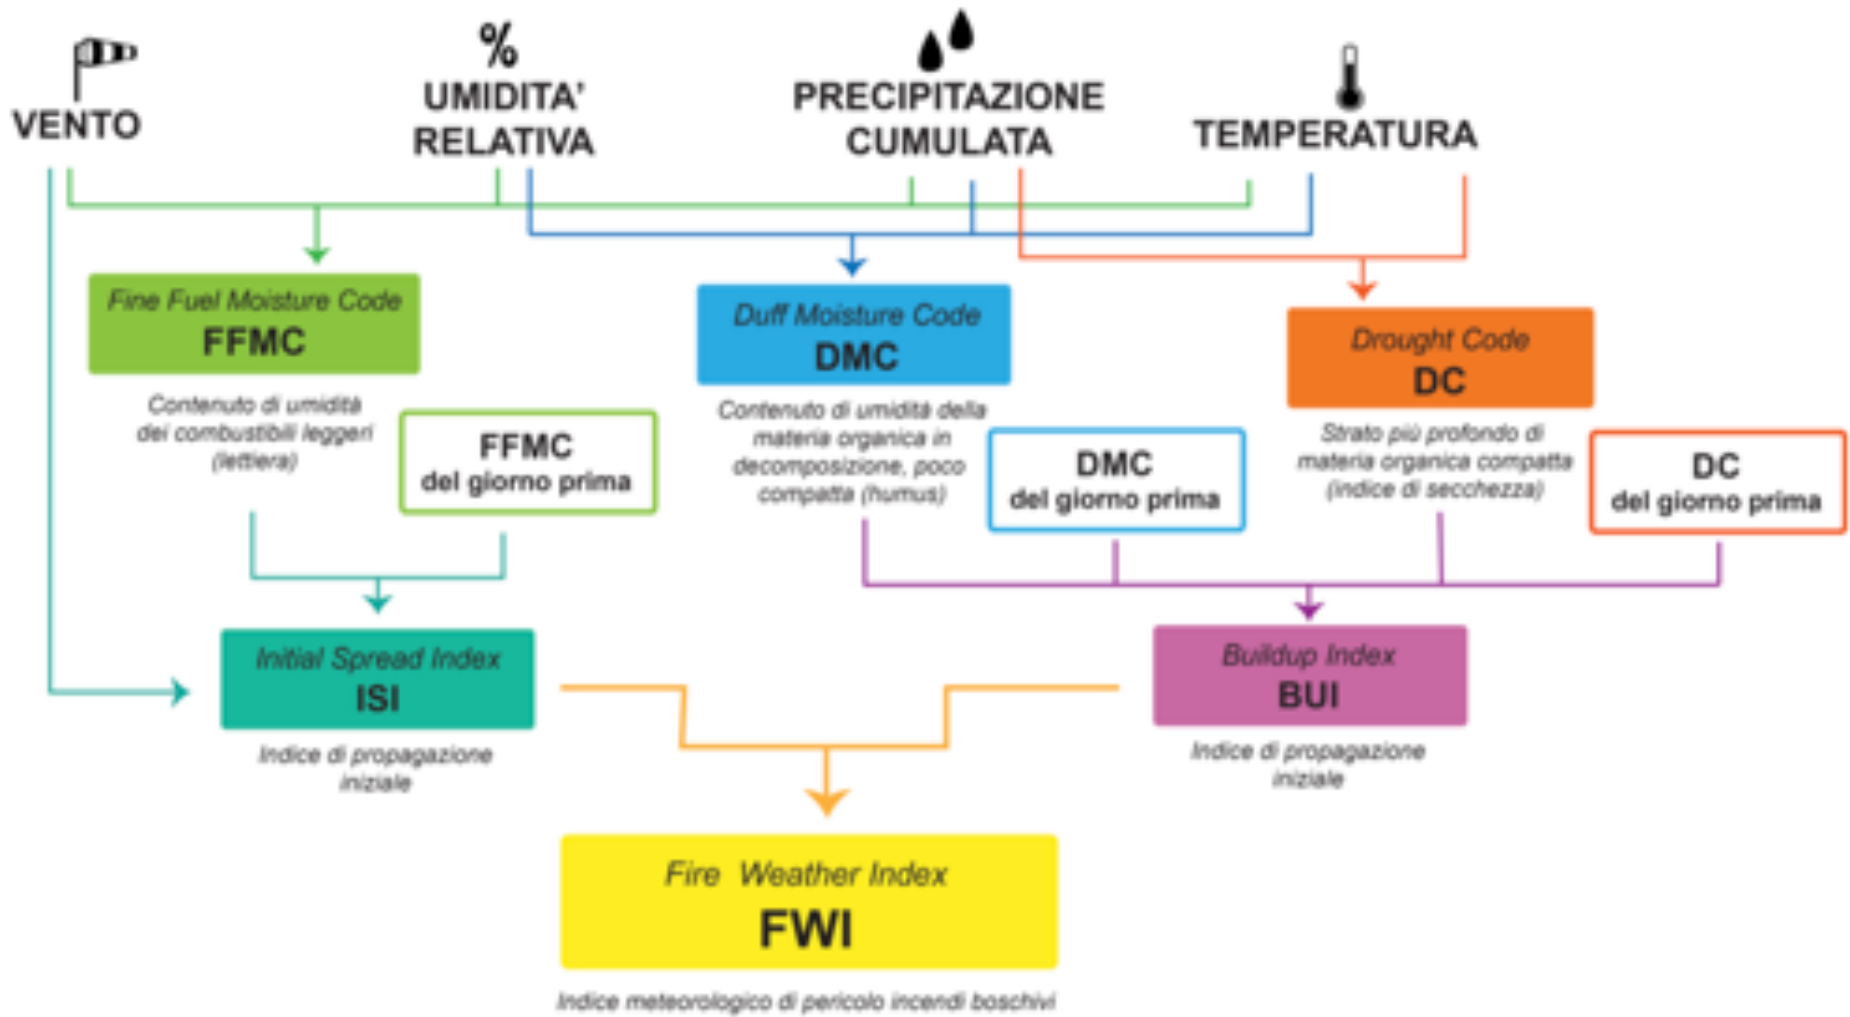 VENTO
%
UMIDITA'
RELATIVA
PRECIPITAZIONE
CUMULATA
TEMPERATURA
Fine Fuel Moisture Code
FFMC
Contenuto di umidità
dei combustibili leggeri
(lettiera)
FFMC
del giorno prima
Duff Moisture Code
DMC
Contenuto di umidità della
materia organica in
decomposizione, poco
compatta (humus)
DMC
del giorno prima
Drought Code
DC
Strato più profondo di
materia organica compatta
(indice di secchezza)
DC
del giorno prima
Initial Spread Index
ISI
Indice di propagazione
iniziale
Buildup Index
BUI
Indice di propagazione
iniziale
Fire Weather Index
FWI
Indice meteorologico di pericolo incendi boschivi